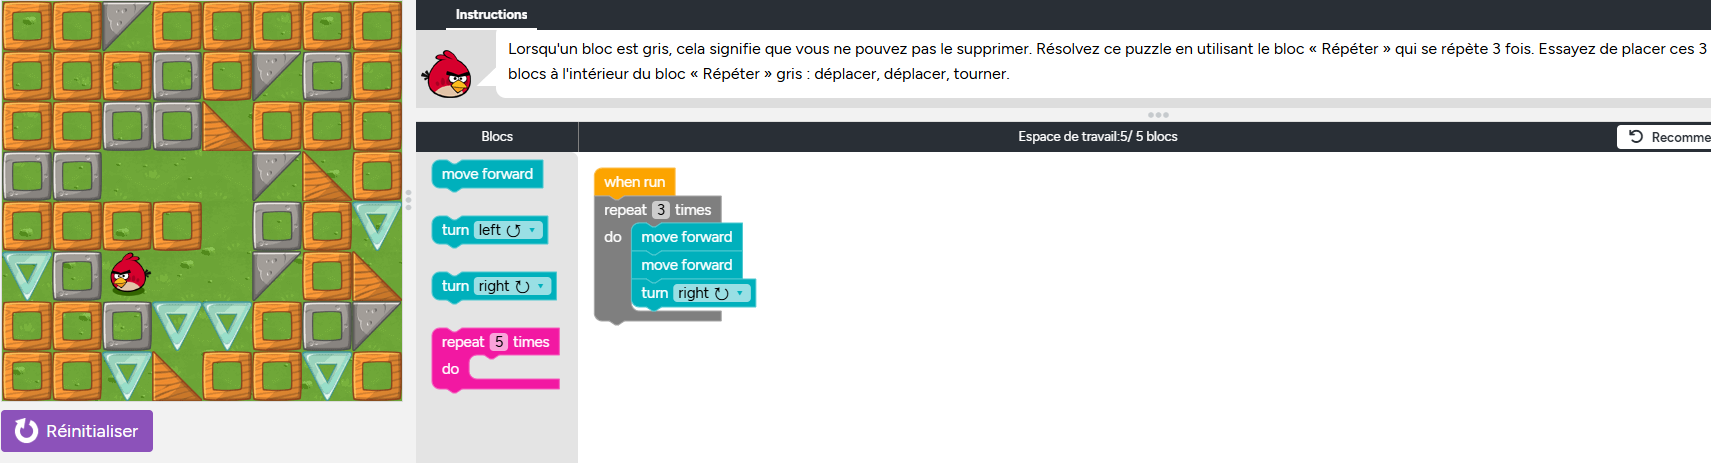 Instructions
Lorsqu'un bloc est gris, cela signifie que vous ne pouvez pas le supprimer. Résolvez ce puzzle en utilisant le bloc « Répéter » qui se répète 3 fois. Essayez de placer ces 3
blocs à l'intérieur du bloc « Répéter » gris : déplacer, déplacer, tourner.
Blocs
Espace de travail:5/ 5 blocs
Recomme
move forward
turn left
turn right
repeat 5 times
do
when run
repeat 3 times
do
move forward
move forward
turn right
Réinitialiser